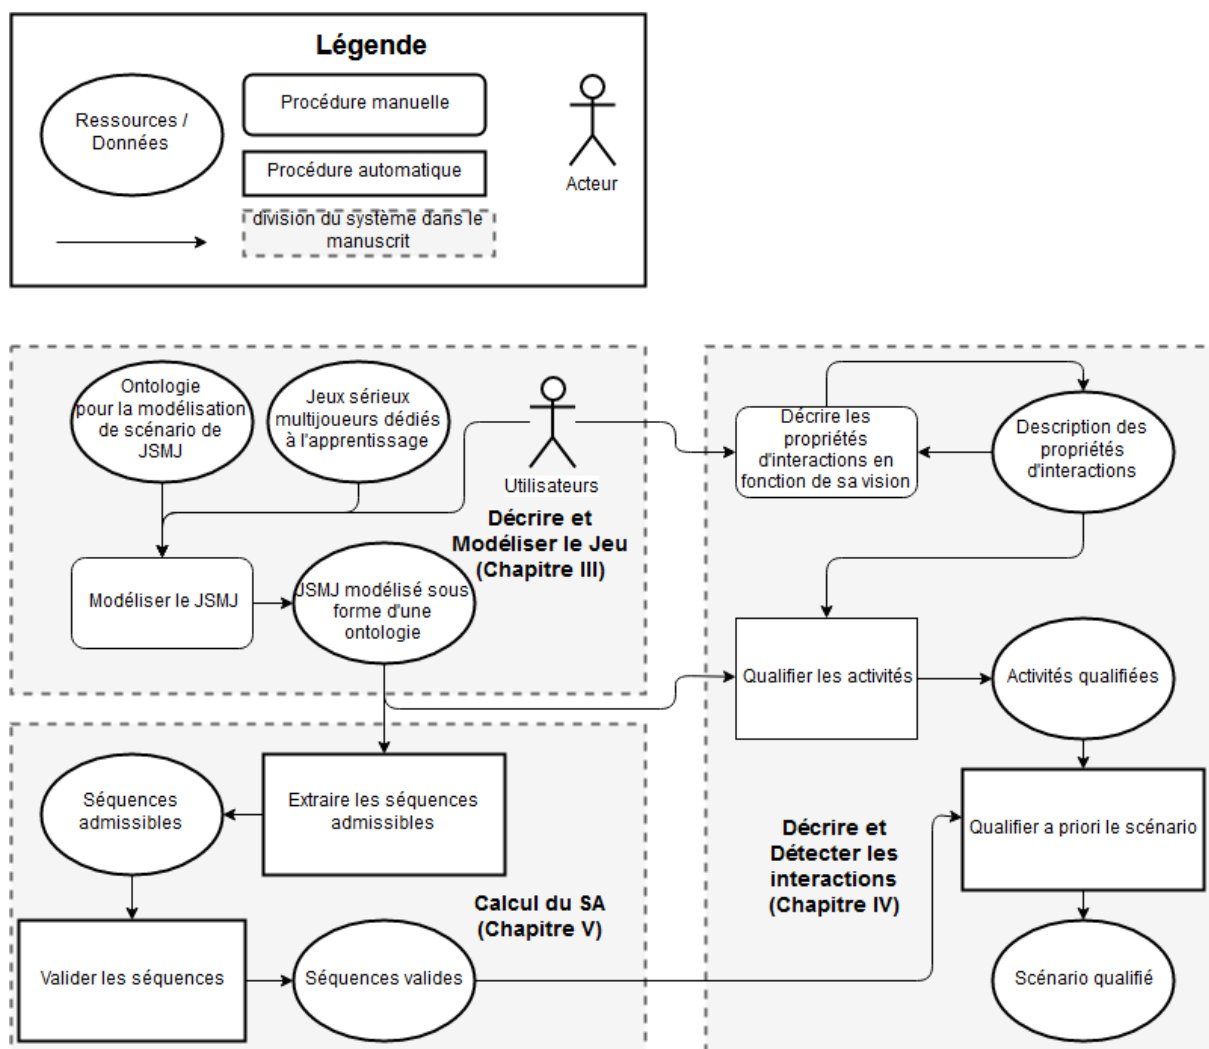 Légende
Ressources /
Données
Procédure manuelle
Procédure automatique
division du système dans le
manuscrit
Acteur
Ontologie
pour la modélisation
de scénario de
JSMJ
Jeux sérieux
multijoueurs dédiés
à l'apprentissage
Utilisateurs
Décrire et
Modéliser le Jeu
(Chapitre III)
Modéliser le JSMJ
JSMJ modélisé sous
forme d'une
ontologie
Décrire les
propriétés
d'interactions en
fonction de sa vision
Description des
propriétés
d'interactions
Qualifier les activités
Activités qualifiées
Séquences
admissibles
Extraire les séquences
admissibles
Décrire et
Détecter les
interactions
(Chapitre IV)
Qualifier a priori le scénario
Calcul du SA
(Chapitre V)
Valider les séquences
Séquences valides
Scénario qualifié